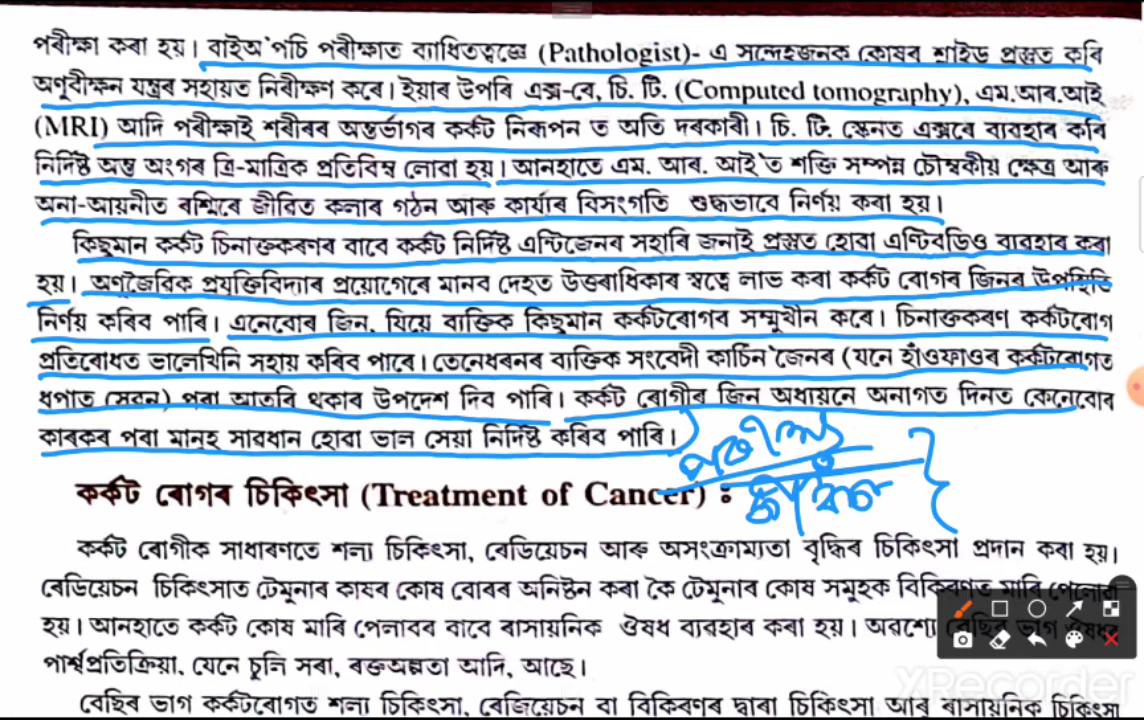 পৰীক্ষা কৰা হয়। বাইঅ'পচি পৰীক্ষাত ব্যাধিতত্বজ্ঞে (Pathologist)- এ সন্দেহজনক কোষৰ শ্লাইড প্ৰস্তুত কৰি
অণুবীক্ষন যন্ত্ৰৰ সহায়ত নিৰীক্ষণ কৰে। ইয়াৰ উপৰি এক্স-ৰে, চি. টি. (Computed tomography), এম.আৰ.আই
(MRI) আদি পৰীক্ষাই শৰীৰৰ অন্তৰ্ভাগৰ কৰ্কট নিৰূপন ত অতি দৰকাৰী। চি. টি. স্কেনত এক্সৰে ব্যৱহাৰ কৰি
নিৰ্দিষ্ট অন্ত অংগৰ ত্ৰি-মাত্ৰিক প্ৰতিবিম্ব লোৱা হয়। আনহাতে এম. আৰ. আই'ত শক্তি সম্পন্ন চৌম্বকীয় ক্ষেত্ৰ আৰু
অনা-আয়নীত ৰশ্মিৰে জীৱিত কলাৰ গঠন আৰু কাৰ্যাৰ বিসংগতি শুদ্ধভাবে নিৰ্ণয় কৰা হয়।
কিছুমান কৰ্কট চিনাক্তকৰণৰ বাবে কৰ্কট নিৰ্দিষ্ট এন্টিজেনৰ সহাৰি জনাই প্ৰস্তুত হোৱা এণ্টিবডিও ব্যৱহাৰ কৰা
হয়। অণুজৈৱিক প্ৰযুক্তিবিদ্যাৰ প্ৰয়োগেৰে মানৱ দেহত উত্তৰাধিকাৰ স্বত্বে লাভ কৰা কৰ্কট ৰোগৰ জিনৰ উপস্থিতি
নিৰ্ণয় কৰিব পাৰি। এনেবোৰ জিন, যিয়ে ব্যক্তিক কিছুমান কৰ্কটৰোগৰ সম্মুখীন কৰে। চিনাক্তকৰণ কৰ্কটৰোগ
প্ৰতিৰোধত ভালেখিনি সহায় কৰিব পাৰে। তেনেধৰনৰ ব্যক্তিক সংবেদী কাৰ্চিন'জেনৰ (যেনে হাঁওফাওৰ কৰ্কটৰোগত
ধপাত সেৱন) পৰা আতৰি থকাৰ উপদেশ দিব পাৰি। কৰ্কট ৰোগীৰ জিন অধ্যয়নে অনাগত দিনত কেনেবোৰ
কাৰকৰ পৰা মানুহ সাৱধান হোৱা ভাল সেয়া নিৰ্দিষ্ট কৰিব পাৰি।
কৰ্কট ৰোগৰ চিকিৎসা (Treatment of Cancer) :
কৰ্কট ৰোগীক সাধাৰণতে শল্য চিকিৎসা, ৰেডিয়েচন আৰু অসংক্ৰাম্যতা বৃদ্ধিৰ চিকিৎসা প্ৰদান কৰা হয়।
ৰেডিয়েচন চিকিৎসাত টেমুনাৰ কাষৰ কোষ বোৰৰ অনিষ্টন কৰা কৈ টেমুনাৰ কোষ সমূহক বিকিৰণত মাৰি পেলোৱা
হয়। আনহাতে কৰ্কট কোষ মাৰি পেলাবৰ বাবে ৰাসায়নিক ঔষধ ব্যৱহাৰ কৰা হয়। অৱশ্যে বেছিৰ ভাগ ঔষধৰ
পাৰ্শ্বপ্ৰতিক্ৰিয়া, যেনে চুলি সৰা, ৰক্তঅল্পতা আদি, আছে।
বেছিৰ ভাগ কৰ্কটৰোগত শল্য চিকিৎসা, ৰেজিয়েচন বা বিকিৰণৰ দ্বাৰা চিকিৎসা আৰু ৰাসায়নিক চিকিৎসা
XRecorder